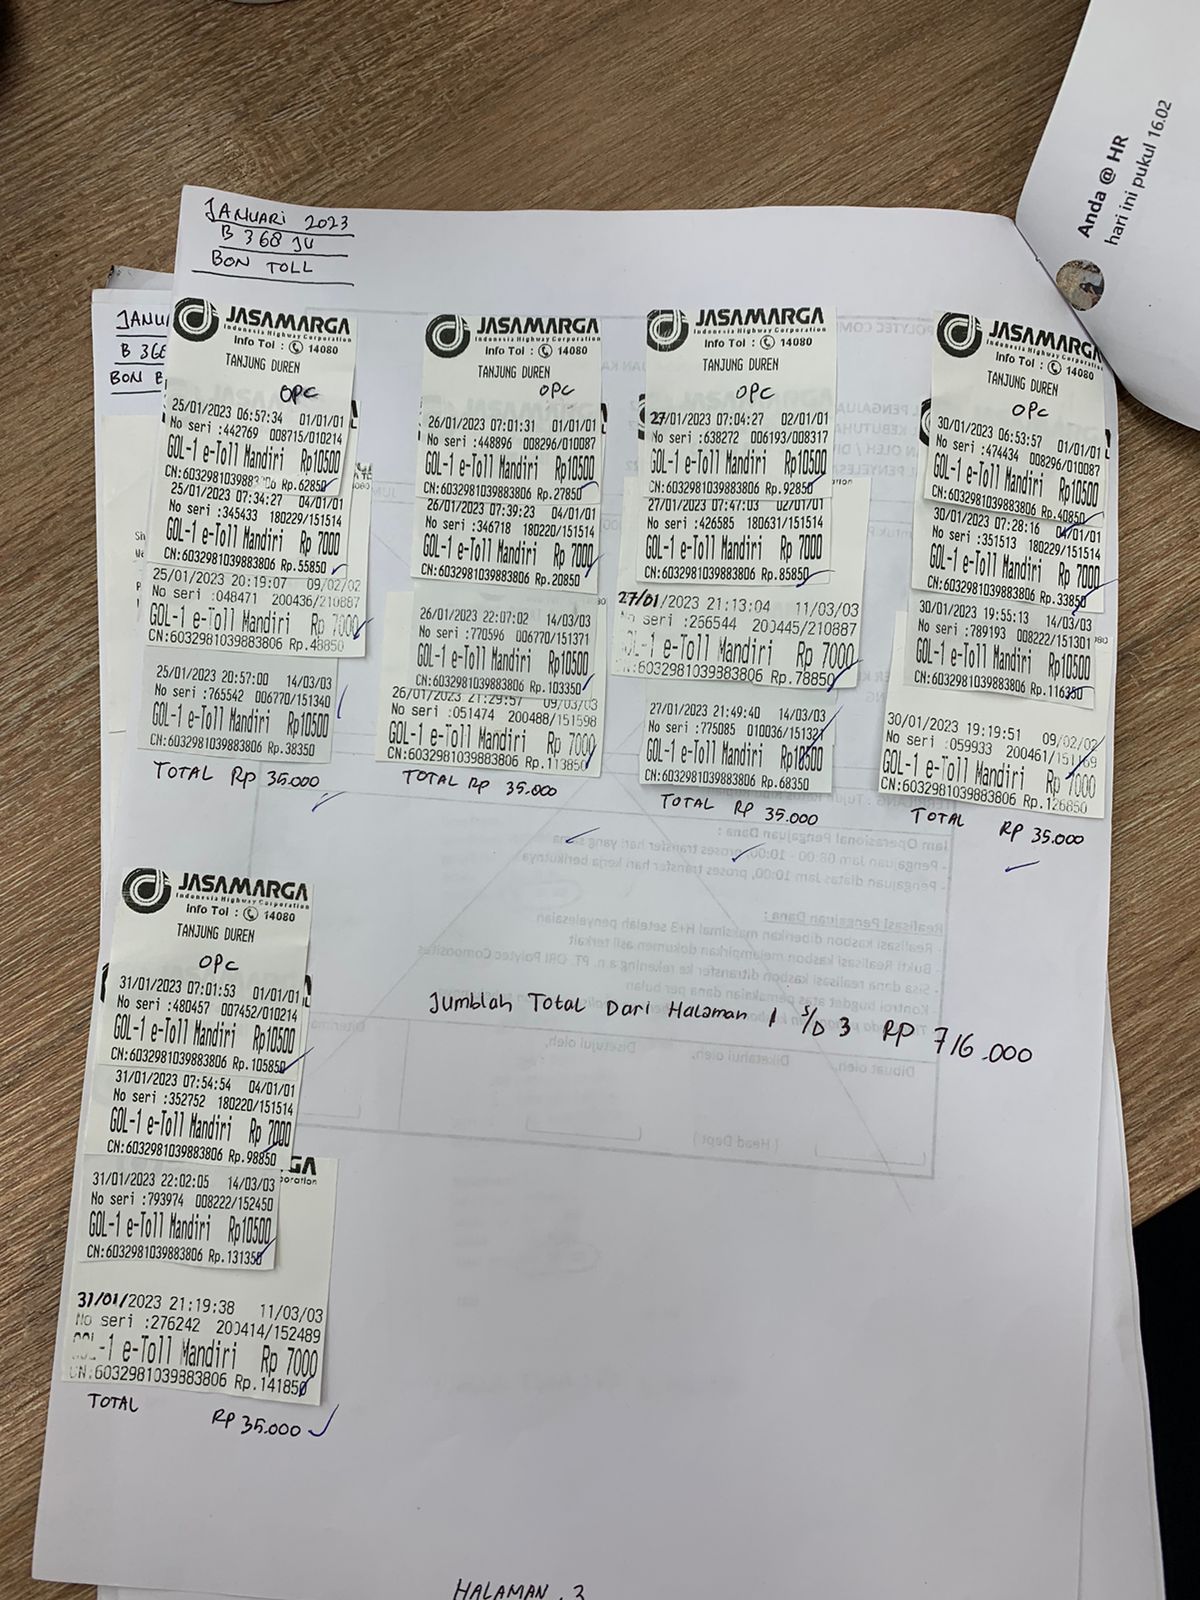 Anda @ HR
hari ini pukul 16.02
JANUARI 2023
B 368 JU
BON TOLL
JANU
B 368
BON B
JASAMARGA
Indonesia Highway Corporation
Info Tol : 14080
TANJUNG DUREN
OPC
25/01/2023 06:57:34 01/01/01
No seri :442769 008715/010214
GOL-1 e-Toll Mandiri Rp10500
Rp.62850
25/01/2023 07:34:27 04/01/01
No seri :345433 180229/151514
GOL-1 e-Toll Mandiri Rp 7000
CN:6032981039883806 Rp.55850
25/01/2023 20:19:07 09/02/02
No seri :048471 200436/210887
GOL-1 e-Toll Mandiri Rp 7000
CN:6032981039883806 Rp.48850
25/01/2023 20:57:00 14/03/03
No seri :765542 006770/151340
GOL-1 e-Toll Mandiri Rp10500
CN:6032981039883806 Rp.38350
TOTAL Rp 35.000
JASAMARGA
Indonesia Highway Corporation
Info Tol : 14080
TANJUNG DUREN
OPC
26/01/2023 07:01:31 01/01/01
No seri :448896 008296/010087
GOL-1 e-Toll Mandiri Rp10500
CN:6032981039883806 Rp.27850
26/01/2023 07:39:23 04/01/01
No seri :346718 180220/151514
GOL-1 e-Toll Mandiri Rp 7000
CN:6032981039883806 Rp.20850
26/01/2023 22:07:02 14/03/03
No seri :770596 006770/151371
GOL-1 e-Toll Mandiri Rp10500
CN:6032981039883806 Rp.103350
26/01/2023 21:29:57 09/03/03
No seri :051474 200488/151598
GOL-1 e-Toll Mandiri Rp 7000
CN:6032981039883806 Rp.113850
TOTAL Rp 35.000
JASAMARGA
Indonesia Highway Corporation
Info Tol : 14080
TANJUNG DUREN
OPC
27/01/2023 07:04:27 02/01/01
No seri :638272 006193/008317
GOL-1 e-Toll Mandiri Rp10500
CN:6032981039883806 Rp.92850
27/01/2023 07:47:03 02/01/01
No seri :426585 180631/151514
GOL-1 e-Toll Mandiri Rp 7000
CN:6032981039883806 Rp.85850
27/01/2023 21:13:04 11/03/03
No seri :256544 200445/210887
GOL-1 e-Toll Mandiri Rp 7000
CN:6032981039883806 Rp.78850
27/01/2023 21:49:40 14/03/03
No seri :775085 010036/151321
GOL-1 e-Toll Mandiri Rp10500
CN:6032981039883806 Rp.68350
TOTAL RP 35.000
JASAMARGA
Indonesia Highway Corporation
Info Tol : 14080
TANJUNG DUREN
OPC
30/01/2023 06:53:57 01/01/01
No seri :474434 008296/010087
GOL-1 e-Toll Mandiri Rp10500
CN:6032981039883806 Rp.40850
30/01/2023 07:28:16 04/01/01
No seri :351513 180229/151514
GOL-1 e-Toll Mandiri Rp 7000
CN:6032981039883806 Rp.33850
30/01/2023 19:55:13 14/03/03
No seri :789193 008222/151301
GOL-1 e-Toll Mandiri Rp10500
CN:6032981039883806 Rp.116350
30/01/2023 19:19:51 09/02/02
No seri :059933
GOL-1 e-Toll Mandiri Rp 7000
CN:6032981039883806 Rp.126850
TOTAL RP 35.000
JASAMARGA
Indonesia Highway Corporation
Info Tol : 14080
TANJUNG DUREN
OPC
31/01/2023 07:01:53 01/01/01
No seri :480457 007452/010214
GOL-1 e-Toll Mandiri Rp10500
CN:6032981039883806 Rp.105850
31/01/2023 07:54:54 04/01/01
No seri :352752 180220/151514
GOL-1 e-Toll Mandiri Rp 7000
CN:6032981039883806 Rp.98850
31/01/2023 22:02:05 14/03/03
No seri :793974 008222/152450
GOL-1 e-Toll Mandiri Rp10500
CN:6032981039883806 Rp.131350
31/01/2023 21:19:38 11/03/03
No seri :276242 200414/152489
-1 e-Toll Mandiri Rp 7000
CN:6032981039883806 Rp.141850
TOTAL RP 35.000
Jumblah Total Dari Halaman 1 S/D 3 RP 716.000
HALAMAN . 3